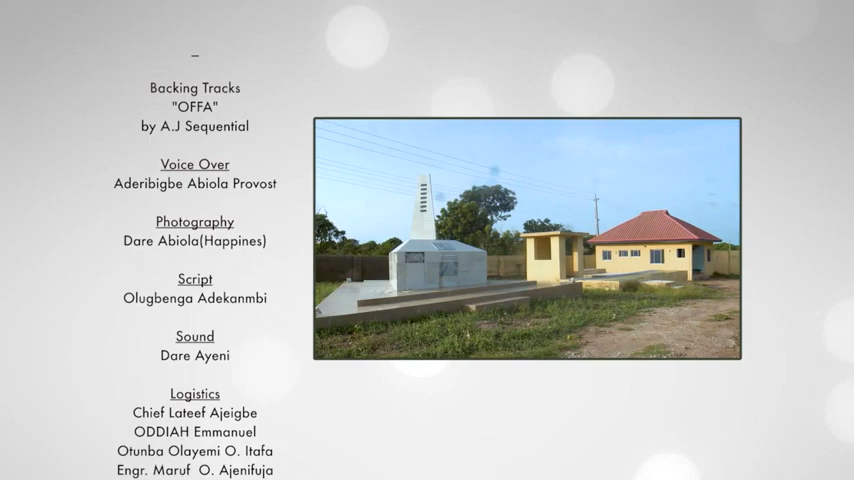 Backing Tracks
"OFFA"
by A.J Sequential
Voice Over
Aderibigbe Abiola Provost
Photography
Dare Abiola(Happines)
Script
Olugbenga Adekanmbi
Sound
Dare Ayeni
Logistics
Chief Lateef Ajeigbe
ODDIAH Emmanuel
Otunba Olayemi O. Itafa
Engr. Maruf O. Ajenifuja